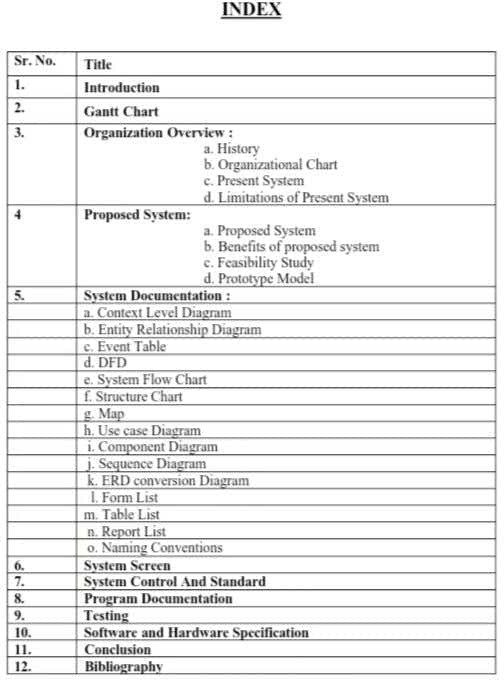 INDEX
Sr. No. Title
1. Introduction
2. Gantt Chart
3. Organization Overview :
a. History
b. Organizational Chart
c. Present System
d. Limitations of Present System
4 Proposed System:
a. Proposed System
b. Benefits of proposed system
c. Feasibility Study
d. Prototype Model
5. System Documentation :
a. Context Level Diagram
b. Entity Relationship Diagram
c. Event Table
d. DFD
e. System Flow Chart
f. Structure Chart
g. Map
h. Use case Diagram
i. Component Diagram
j. Sequence Diagram
k. ERD conversion Diagram
l. Form List
m. Table List
n. Report List
o. Naming Conventions
6. System Screen
7. System Control And Standard
8. Program Documentation
9. Testing
10. Software and Hardware Specification
11. Conclusion
12. Bibliography